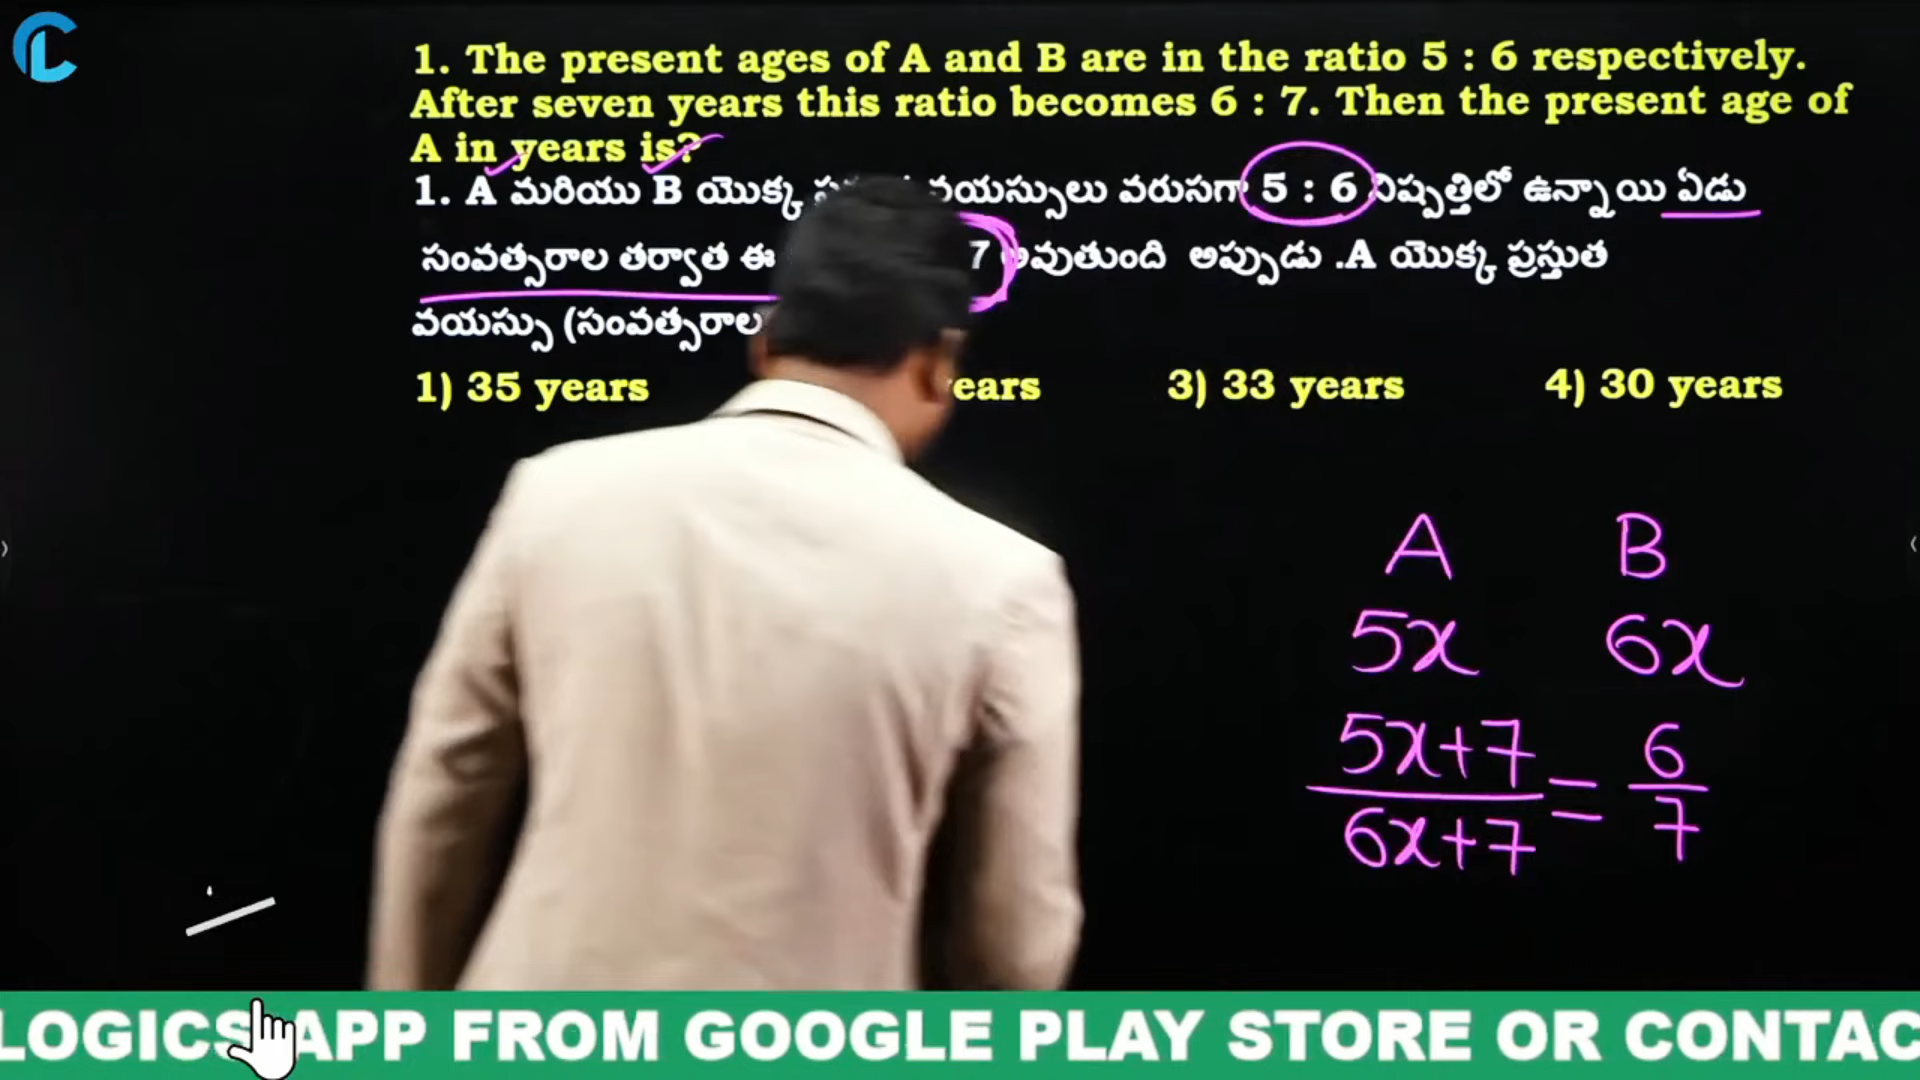 1. The present ages of A and B are in the ratio 5 : 6 respectively.
After seven years this ratio becomes 6 : 7. Then the present age of
A in years is?
1. A మరియు B యొక్క వయస్సులు వరుసగా 5 : 6 నిష్పత్తిలో ఉన్నాయి ఏడు
సంవత్సరాల తర్వాత ఈ 7 అవుతుంది అప్పుడు .A యొక్క ప్రస్తుత
వయస్సు (సంవత్సరాల
1) 35 years 3) 33 years 4) 30 years
A B
5x 6x
5x+7 = 6
6x+7 7
LOGICS APP FROM GOOGLE PLAY STORE OR CONTAC